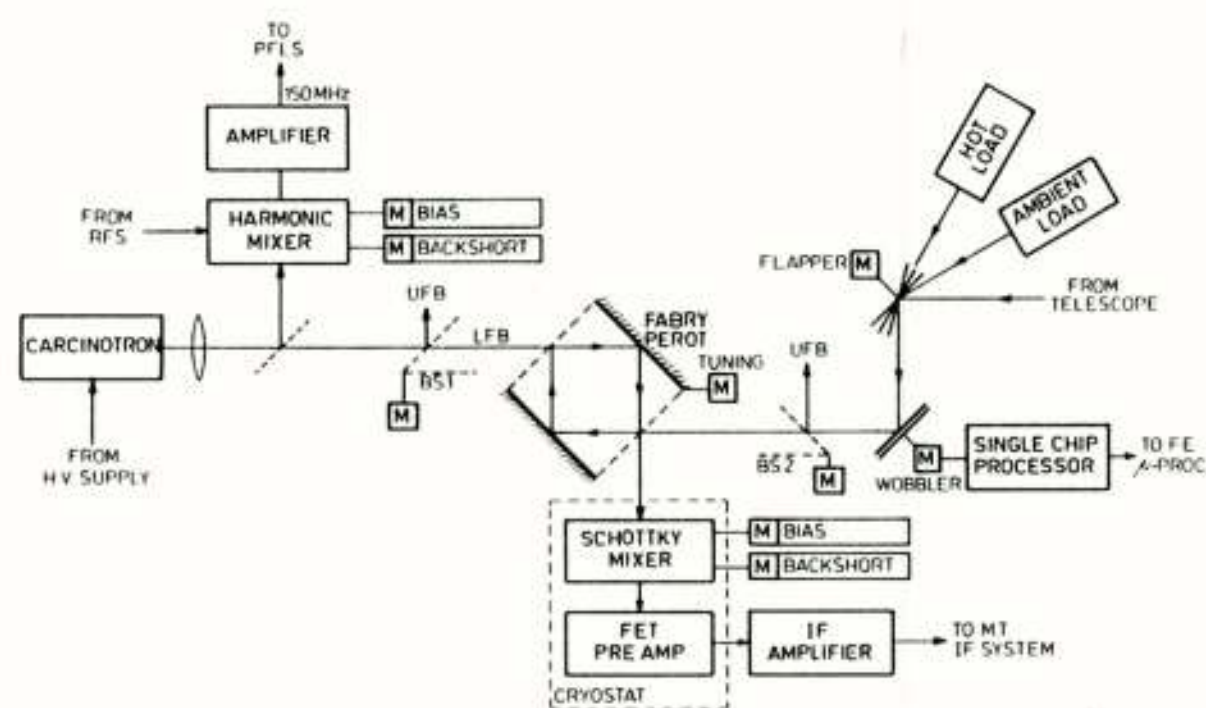 TO
PFLS
150MHz
AMPLIFIER
FROM
RFS
HARMONIC
MIXER
M BIAS
M BACKSHORT
HOT
LOAD
AMBIENT
LOAD
FLAPPER M
FROM
TELESCOPE
CARCINOTRON
UFB
LFB
BS1
M
FROM
H V SUPPLY
FABRY
PEROT
TUNING
M
UFB
BS2
M
M
WOBBLER
SINGLE CHIP
PROCESSOR
TO FE
μ-PROC
SCHOTTKY
MIXER
M BIAS
M BACKSHORT
FET
PRE AMP
IF
AMPLIFIER
TO MT
IF SYSTEM
CRYOSTAT